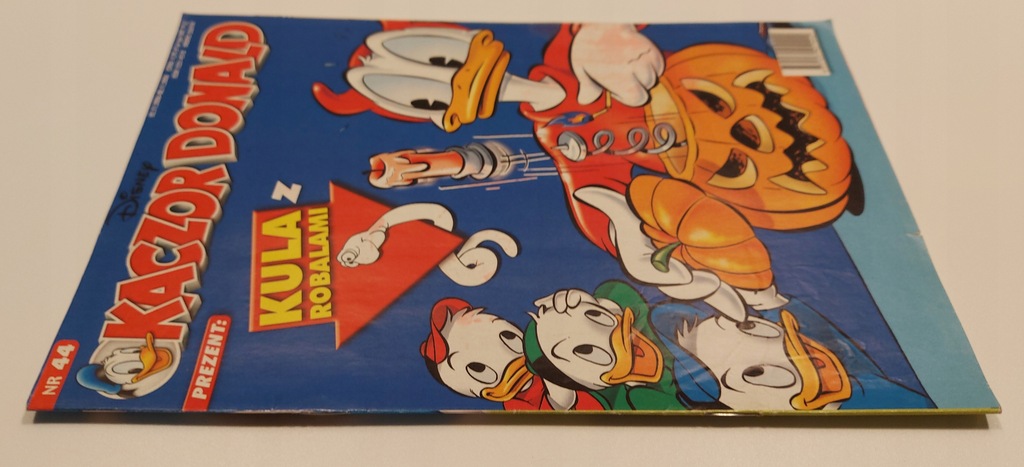 Disney
KACZOR DONALD
NR 44
PREZENT:
KULA
Z
ROBALAMI